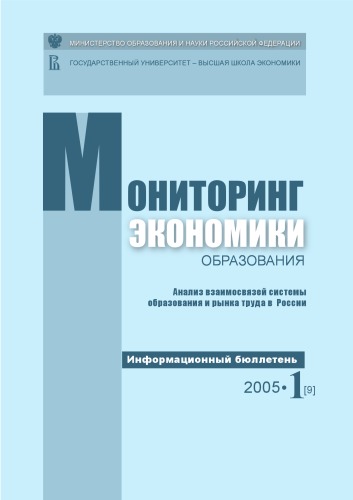 МИНИСТЕРСТВО ОБРАЗОВАНИЯ И НАУКИ РОССИЙСКОЙ ФЕДЕРАЦИИ
ГОСУДАРСТВЕННЫЙ УНИВЕРСИТЕТ – ВЫСШАЯ ШКОЛА ЭКОНОМИКИ
МОНИТОРИНГ
ЭКОНОМИКИ
ОБРАЗОВАНИЯ
Анализ взаимосвязей системы
образования и рынка труда в России
Информационный бюллетень
2005•1[9]